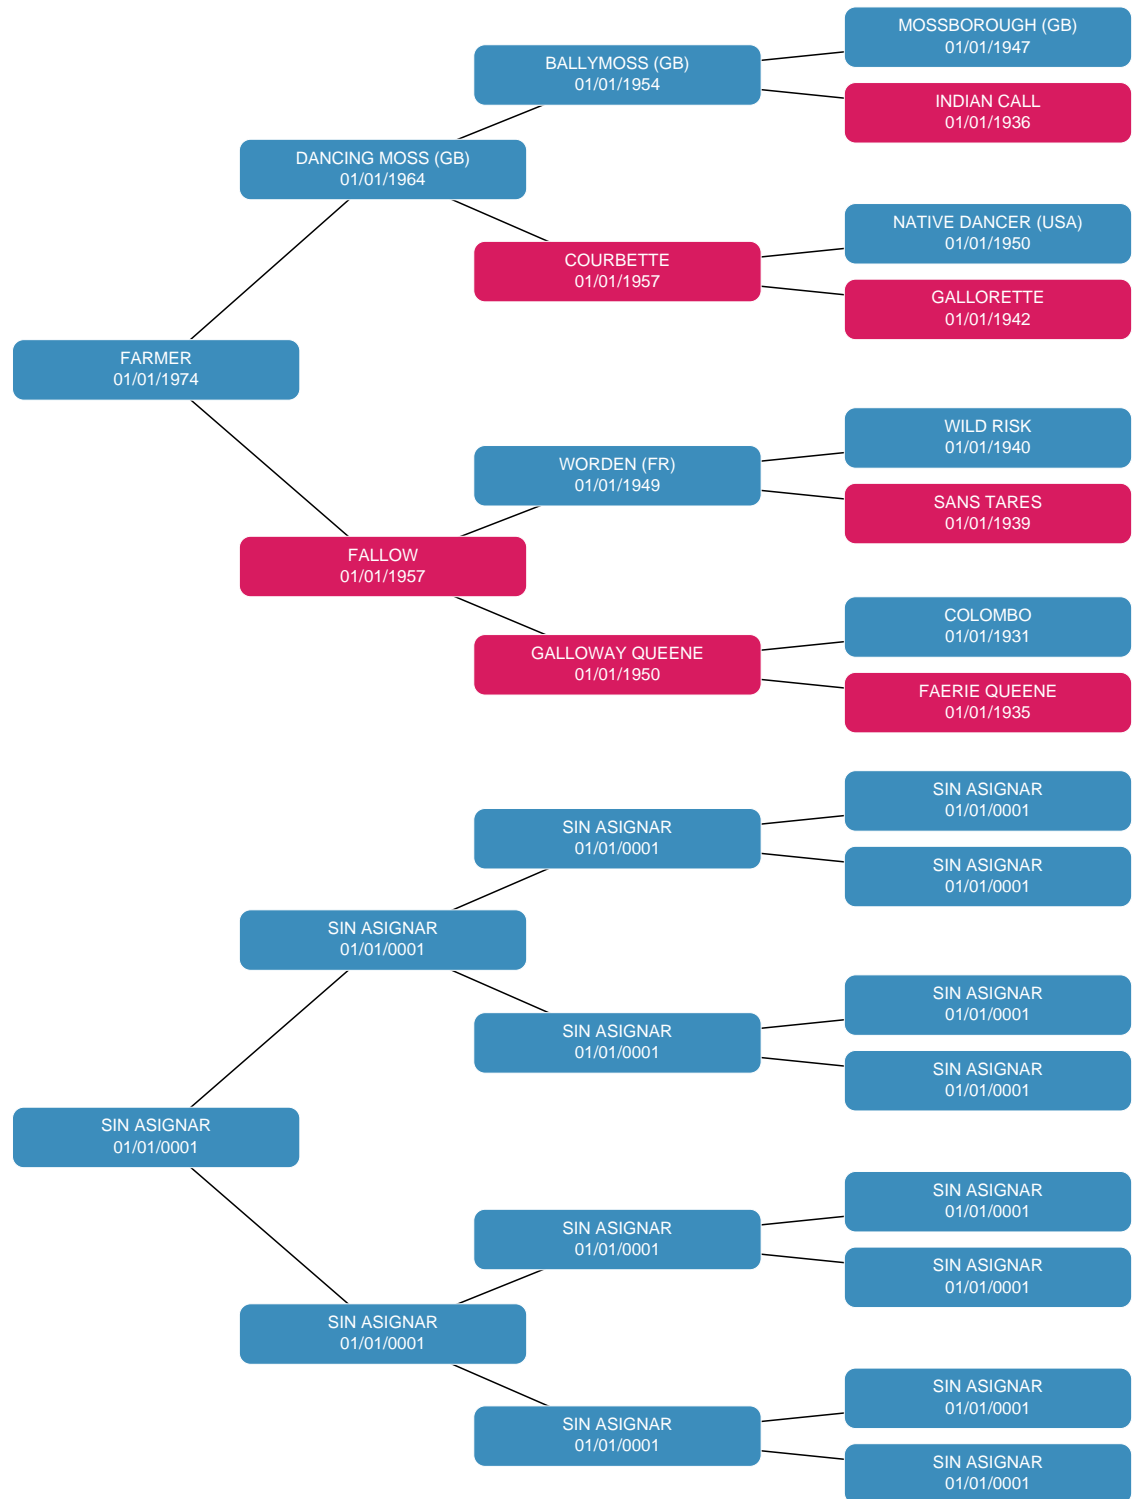 MOSSBOROUGH (GB)
01/01/1947
BALLYMOSS (GB)
01/01/1954
INDIAN CALL
01/01/1936
DANCING MOSS (GB)
01/01/1964
NATIVE DANCER (USA)
01/01/1950
COURBETTE
01/01/1957
GALLORETTE
01/01/1942
FARMER
01/01/1974
WILD RISK
01/01/1940
WORDEN (FR)
01/01/1949
SANS TARES
01/01/1939
FALLOW
01/01/1957
COLOMBO
01/01/1931
GALLOWAY QUEENE
01/01/1950
FAERIE QUEENE
01/01/1935
SIN ASIGNAR
01/01/0001
SIN ASIGNAR
01/01/0001
SIN ASIGNAR
01/01/0001
SIN ASIGNAR
01/01/0001
SIN ASIGNAR
01/01/0001
SIN ASIGNAR
01/01/0001
SIN ASIGNAR
01/01/0001
SIN ASIGNAR
01/01/0001
SIN ASIGNAR
01/01/0001
SIN ASIGNAR
01/01/0001
SIN ASIGNAR
01/01/0001
SIN ASIGNAR
01/01/0001
SIN ASIGNAR
01/01/0001
SIN ASIGNAR
01/01/0001
SIN ASIGNAR
01/01/0001